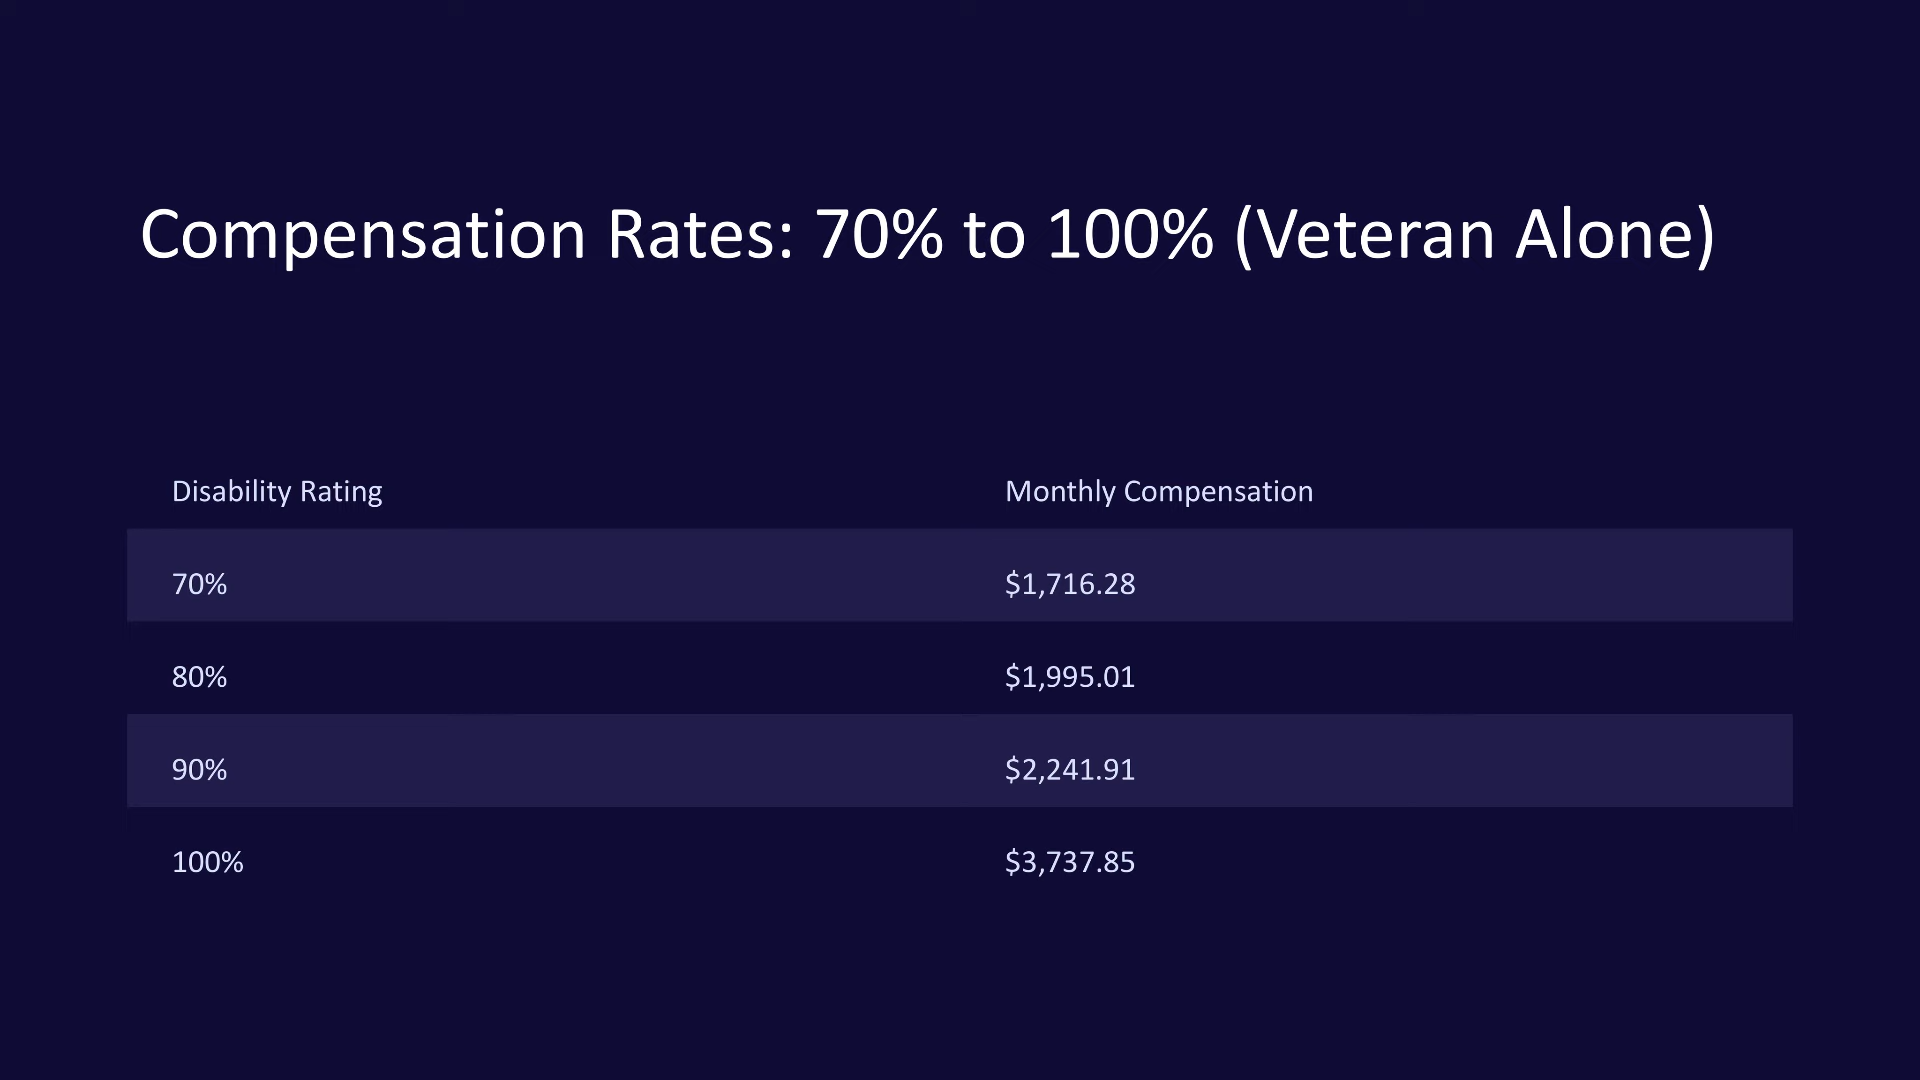 Compensation Rates: 70% to 100% (Veteran Alone)
Disability Rating Monthly Compensation
70% $1,716.28
80% $1,995.01
90% $2,241.91
100% $3,737.85